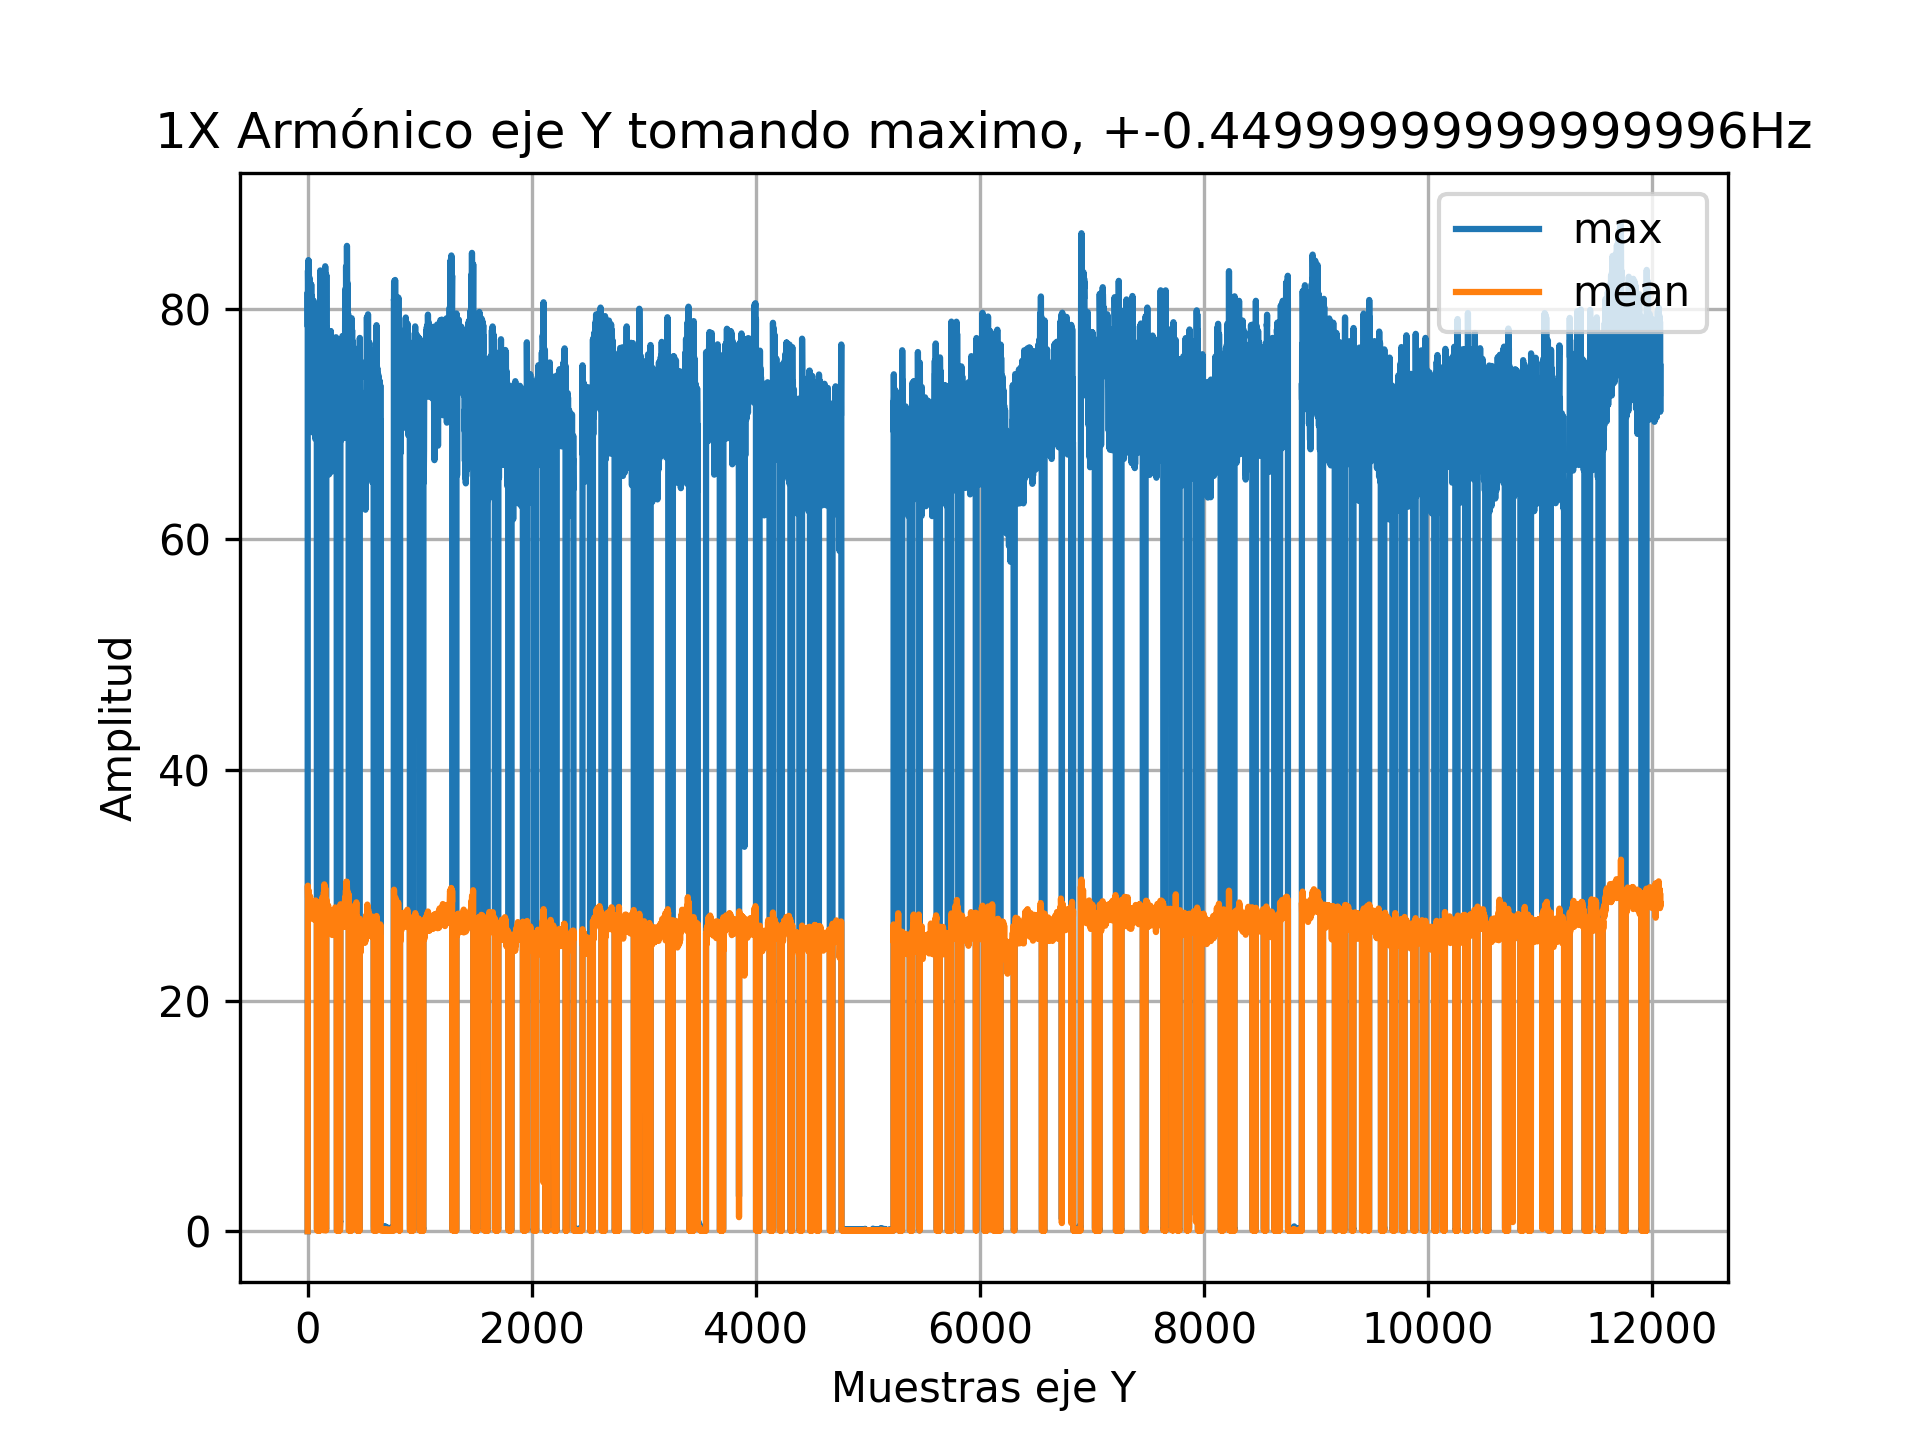 1X Armónico eje Y tomando maximo, +-0.44999999999999996Hz
max
mean
80
60
40
20
0
Amplitud
0 2000 4000 6000 8000 10000 12000
Muestras eje Y